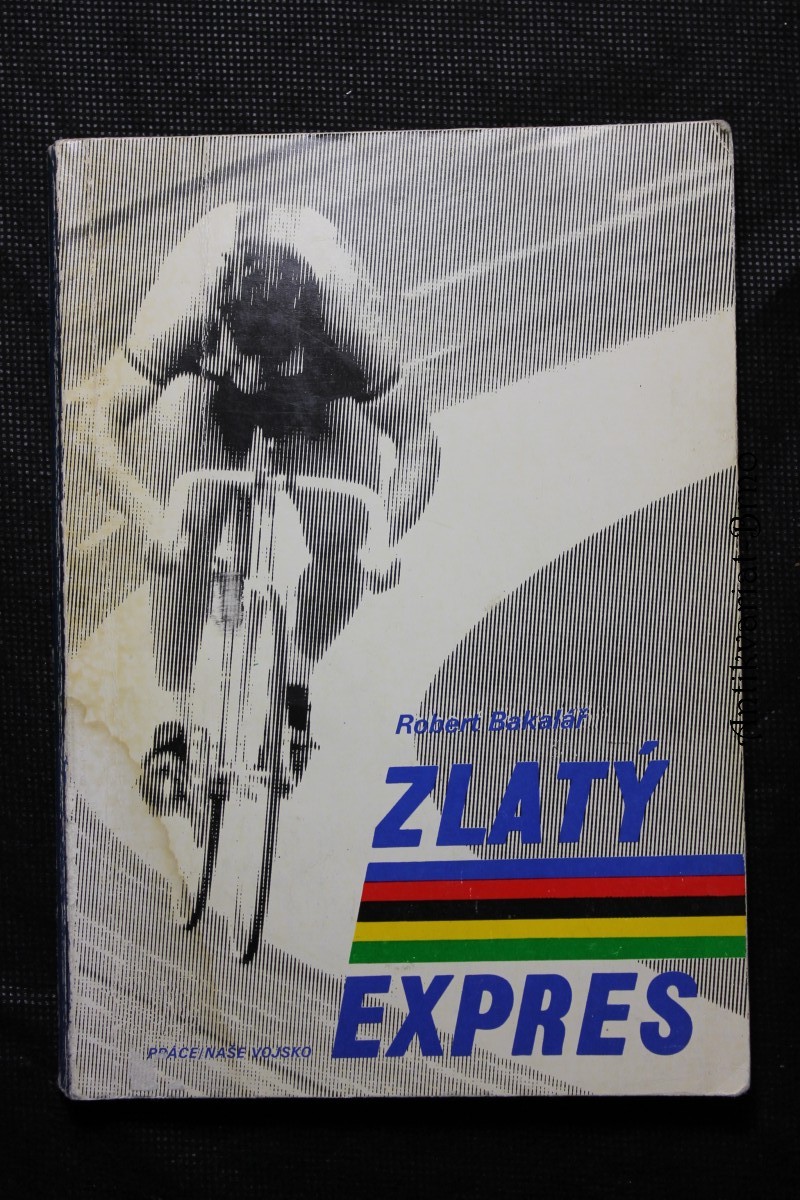 Robert Bakalář
ZLATÝ
EXPRES
PRÁCE/NAŠE VOJSKO